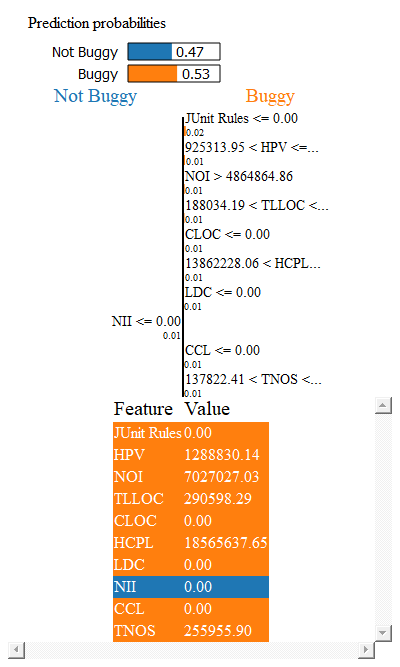 Prediction probabilities
Not Buggy 0.47
Buggy 0.53
Not Buggy Buggy
JUnit Rules <= 0.00
0.02
925313.95 < HPV <=...
0.01
NOI > 4864864.86
0.01
188034.19 < TLLOC <...
0.01
CLOC <= 0.00
0.01
13862228.06 < HCPL...
0.01
LDC <= 0.00
0.01
NII <= 0.00
0.01
CCL <= 0.00
0.01
137822.41 < TNOS <...
0.01
Feature Value
JUnit Rules 0.00
HPV 1288830.14
NOI 7027027.03
TLLOC 290598.29
CLOC 0.00
HCPL 18565637.65
LDC 0.00
NII 0.00
CCL 0.00
TNOS 255955.90